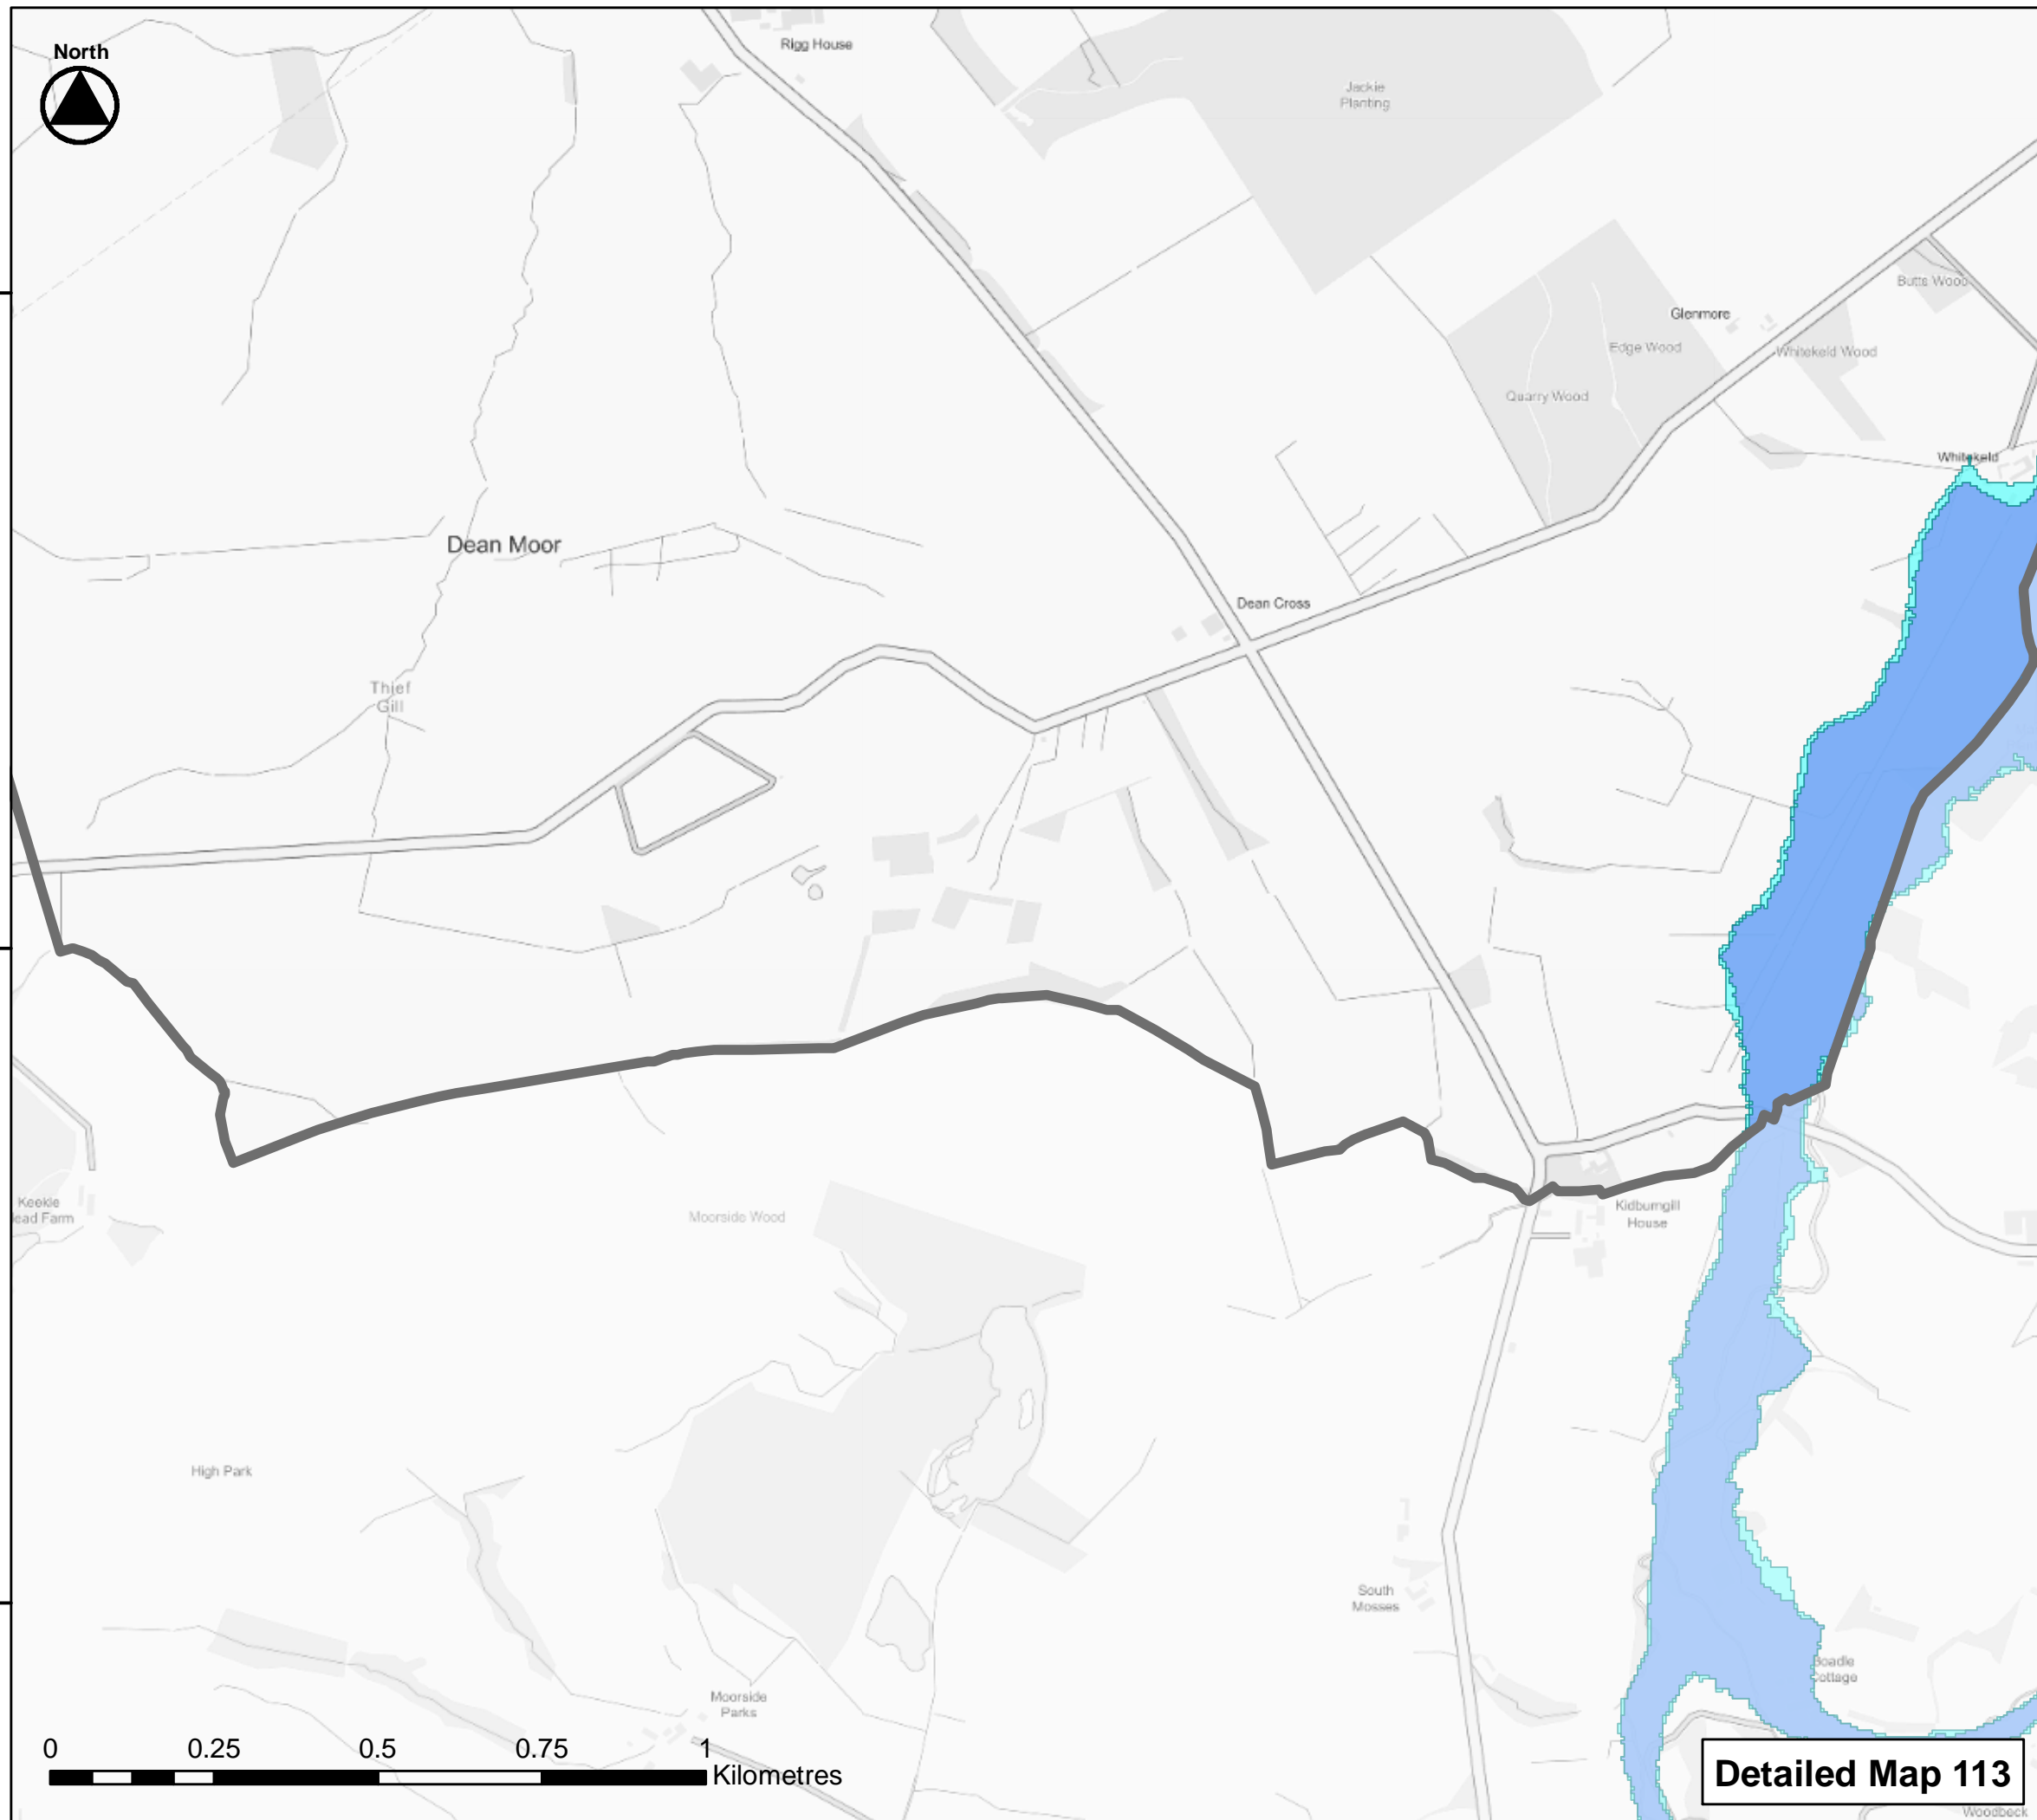 North
Rigg House
Jackie
Planting
Butts Wood
Glenmore
Edge Wood
Whitekeld Wood
Quarry Wood
Whitekeld
Dean Moor
Dean Cross
Thief
Gill
Keekle
ead Farm
Moorside Wood
Kidburngill
House
High Park
South
Mosses
Boadle
Cottage
Moorside
Parks
0 0.25 0.5 0.75 1
Kilometres
Detailed Map 113
Woodbeck